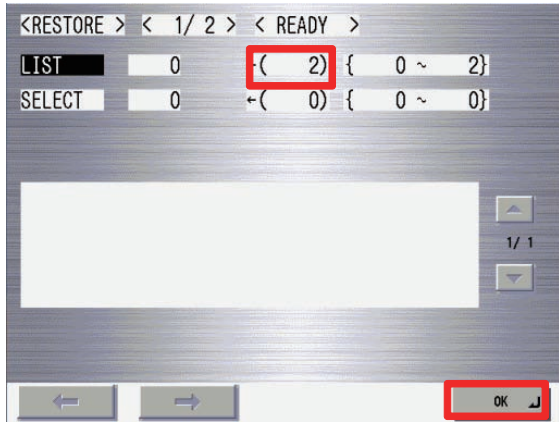 <RESTORE > < 1/ 2 > < READY >
LIST 0 ←( 2) { 0 ~ 2}
SELECT 0 ←( 0) { 0 ~ 0}
1/ 1
OK